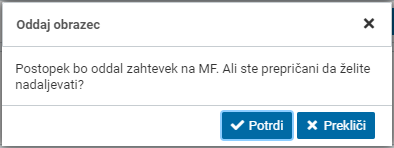 Oddaj obrazec
Postopek bo oddal zahtevek na MF. Ali ste prepričani da želite
nadaljevati?
Potrdi Prekliči